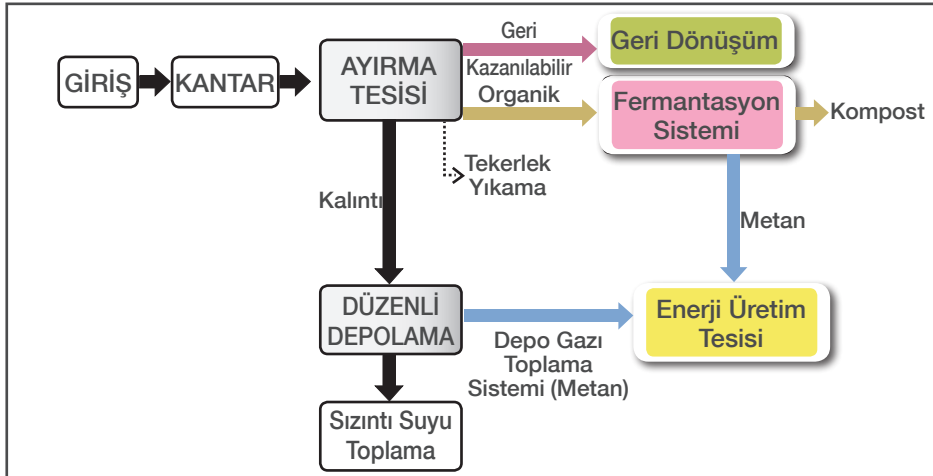 GİRİŞ
KANTAR
AYIRMA
TESİSİ
Geri
Kazanılabilir
Organik
Geri Dönüşüm
Fermantasyon
Sistemi
Kompost
Tekerlek
Yıkama
Kalıntı
Metan
DÜZENLİ
DEPOLAMA
Depo Gazı
Toplama
Sistemi (Metan)
Enerji Üretim
Tesisi
Sızıntı Suyu
Toplama